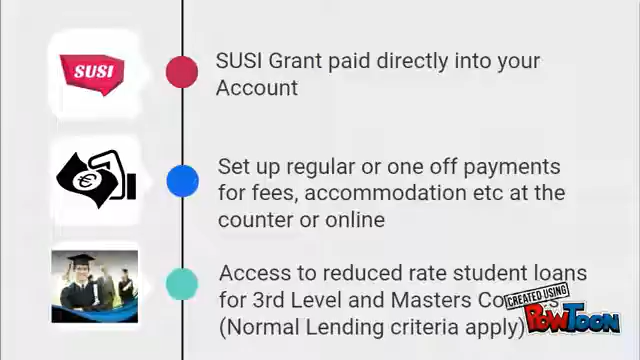 SUSI
SUSI Grant paid directly into your
Account
Set up regular or one off payments
for fees, accommodation etc at the
counter or online
Access to reduced rate student loans
for 3rd Level and Masters
(Normal Lending criteria apply)
CREATED USING
POWTOON